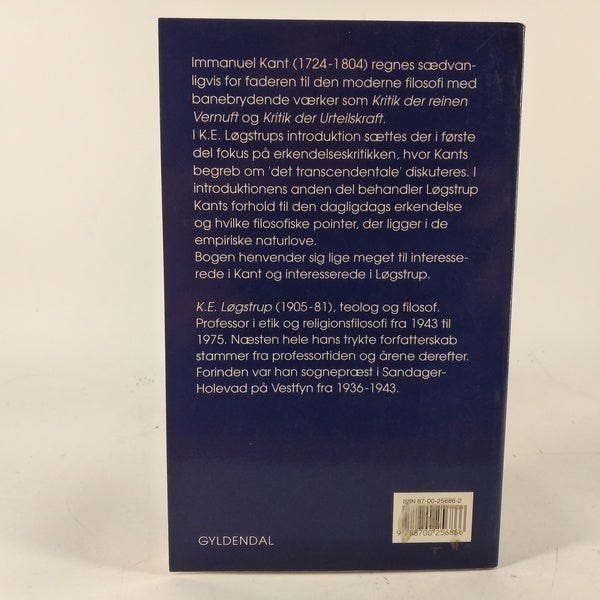 Immanuel Kant (1724-1804) regnes sædvan-
ligvis for faderen til den moderne filosofi med
banebrydende værker som Kritik der reinen
Vernuft og Kritik der Urteilskraft.
I K.E. Løgstrups introduktion sættes der i første
del fokus på erkendelseskritikken, hvor Kants
begreb om 'det transcendentale' diskuteres. I
introduktionens anden del behandler Løgstrup
Kants forhold til den dagligdags erkendelse
og hvilke filosofiske pointer, der ligger i de
empiriske naturlove.
Bogen henvender sig lige meget til interesse-
rede i Kant og interesserede i Løgstrup.
K.E. Løgstrup (1905-81), teolog og filosof.
Professor i etik og religionsfilosofi fra 1943 til
1975. Næsten hele hans trykte forfatterskab
stammer fra professortiden og årene derefter.
Forinden var han sognepræst i Sandager-
Holevad på Vestfyn fra 1936-1943.
ISBN 87-00-25686-2
9 788700 256866
GYLDENDAL